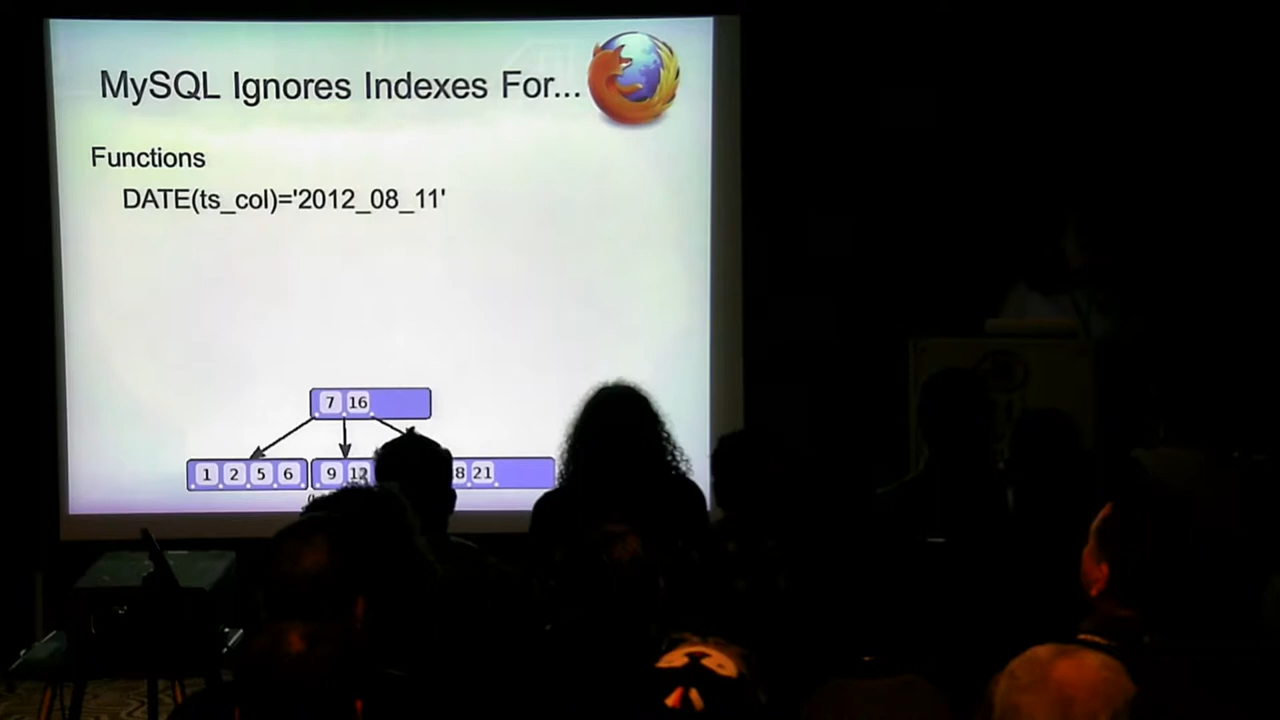 MySQL Ignores Indexes For...
Functions
DATE(ts_col)='2012_08_11'
7 16
1 2 5 6 9 12 8 21